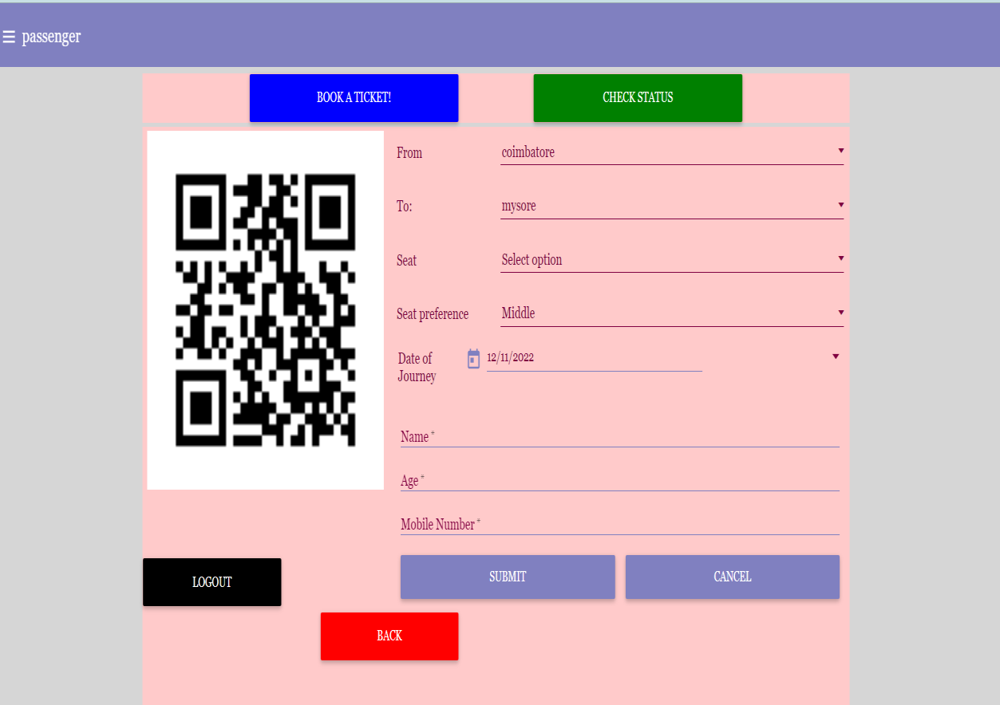 passenger
BOOK A TICKET!
CHECK STATUS
From
coimbatore
To:
mysore
Seat
Select option
Seat preference
Middle
Date of
Journey
12/11/2022
Name *
Age *
Mobile Number *
LOGOUT
SUBMIT
CANCEL
BACK